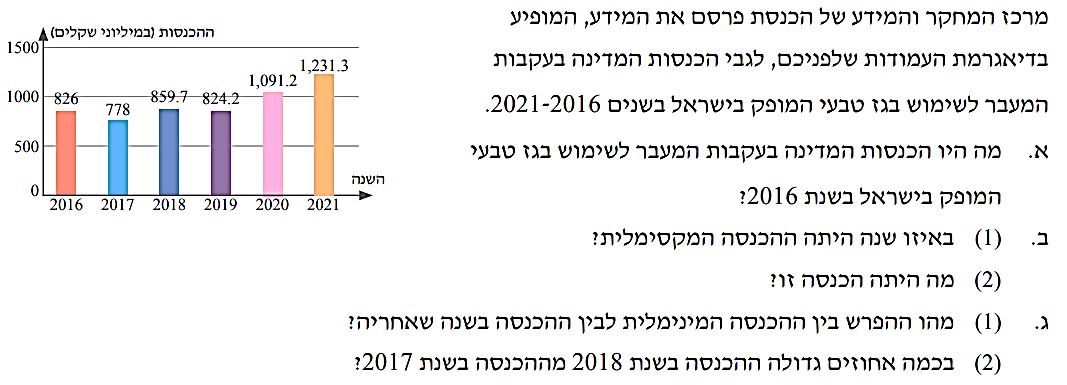 מרכז המחקר והמידע של הכנסת פרסם את המידע, המופיע
בדיאגרמת העמודות שלפניכם, לגבי הכנסות המדינה בעקבות
המעבר לשימוש בגז טבעי המופק בישראל בשנים 2021-2016.
א. מה היו הכנסות המדינה בעקבות המעבר לשימוש בגז טבעי
המופק בישראל בשנת 2016?
ב. (1) באיזו שנה היתה ההכנסה המקסימלית?
(2) מה היתה הכנסה זו?
ג. (1) מהו ההפרש בין ההכנסה המינימלית לבין ההכנסה בשנה שאחריה?
(2) בכמה אחוזים גדולה ההכנסה בשנת 2018 מההכנסה בשנת 2017?
ההכנסות (במיליוני שקלים)
1500
1,231.3
1,091.2
1000
826
778
859.7
824.2
500
0
השנה
2016 2017 2018 2019 2020 2021